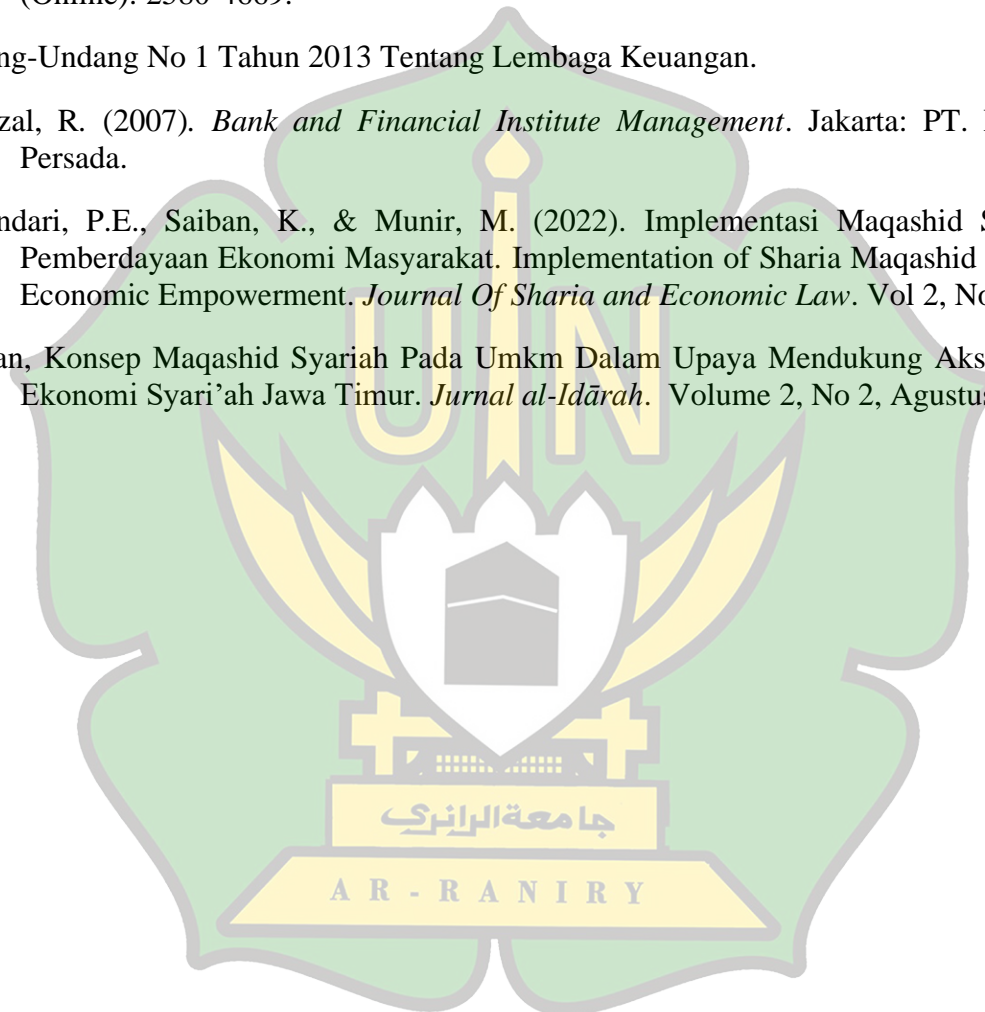 (Online): 2580-4669.
ng-Undang No 1 Tahun 2013 Tentang Lembaga Keuangan.
zal, R. (2007). Bank and Financial Institute Management. Jakarta: PT.
Persada.
ndari, P.E., Saiban, K., & Munir, M. (2022). Implementasi Maqashid S
Pemberdayaan Ekonomi Masyarakat. Implementation of Sharia Maqashid
Economic Empowerment. Journal Of Sharia and Economic Law. Vol 2, No
an, Konsep Maqashid Syariah Pada Umkm Dalam Upaya Mendukung Aks
Ekonomi Syari’ah Jawa Timur. Jurnal al-Idārah. Volume 2, No 2, Agustus
UIN
جامعة الرانري
AR-RANIRY